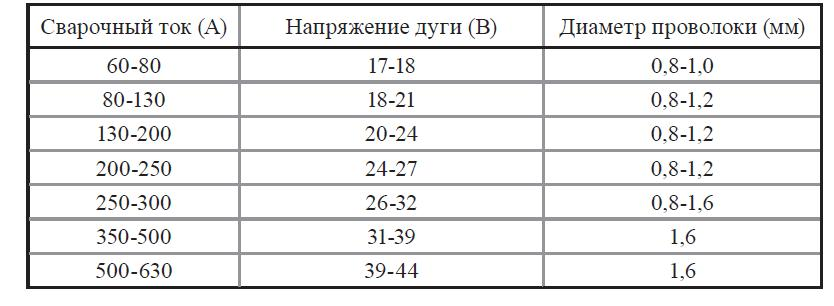 Сварочный ток (А) Напряжение дуги (В) Диаметр проволоки (мм)
60-80 17-18 0,8-1,0
80-130 18-21 0,8-1,2
130-200 20-24 0,8-1,2
200-250 24-27 0,8-1,2
250-300 26-32 0,8-1,6
350-500 31-39 1,6
500-630 39-44 1,6